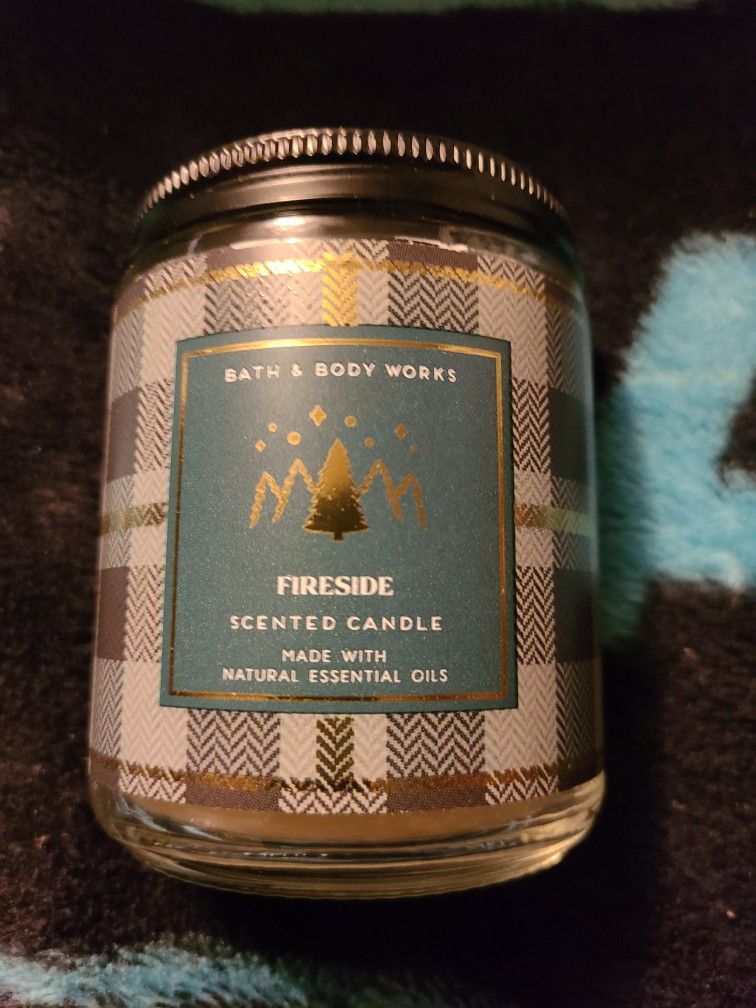 BATH & BODY WORKS
FIRESIDE
SCENTED CANDLE
MADE WITH
NATURAL ESSENTIAL OILS